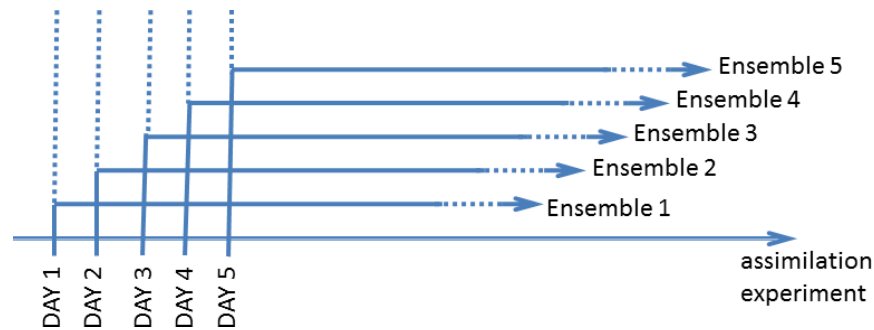 Ensemble 5
Ensemble 4
Ensemble 3
Ensemble 2
Ensemble 1
assimilation
experiment
DAY 1
DAY 2
DAY 3
DAY 4
DAY 5